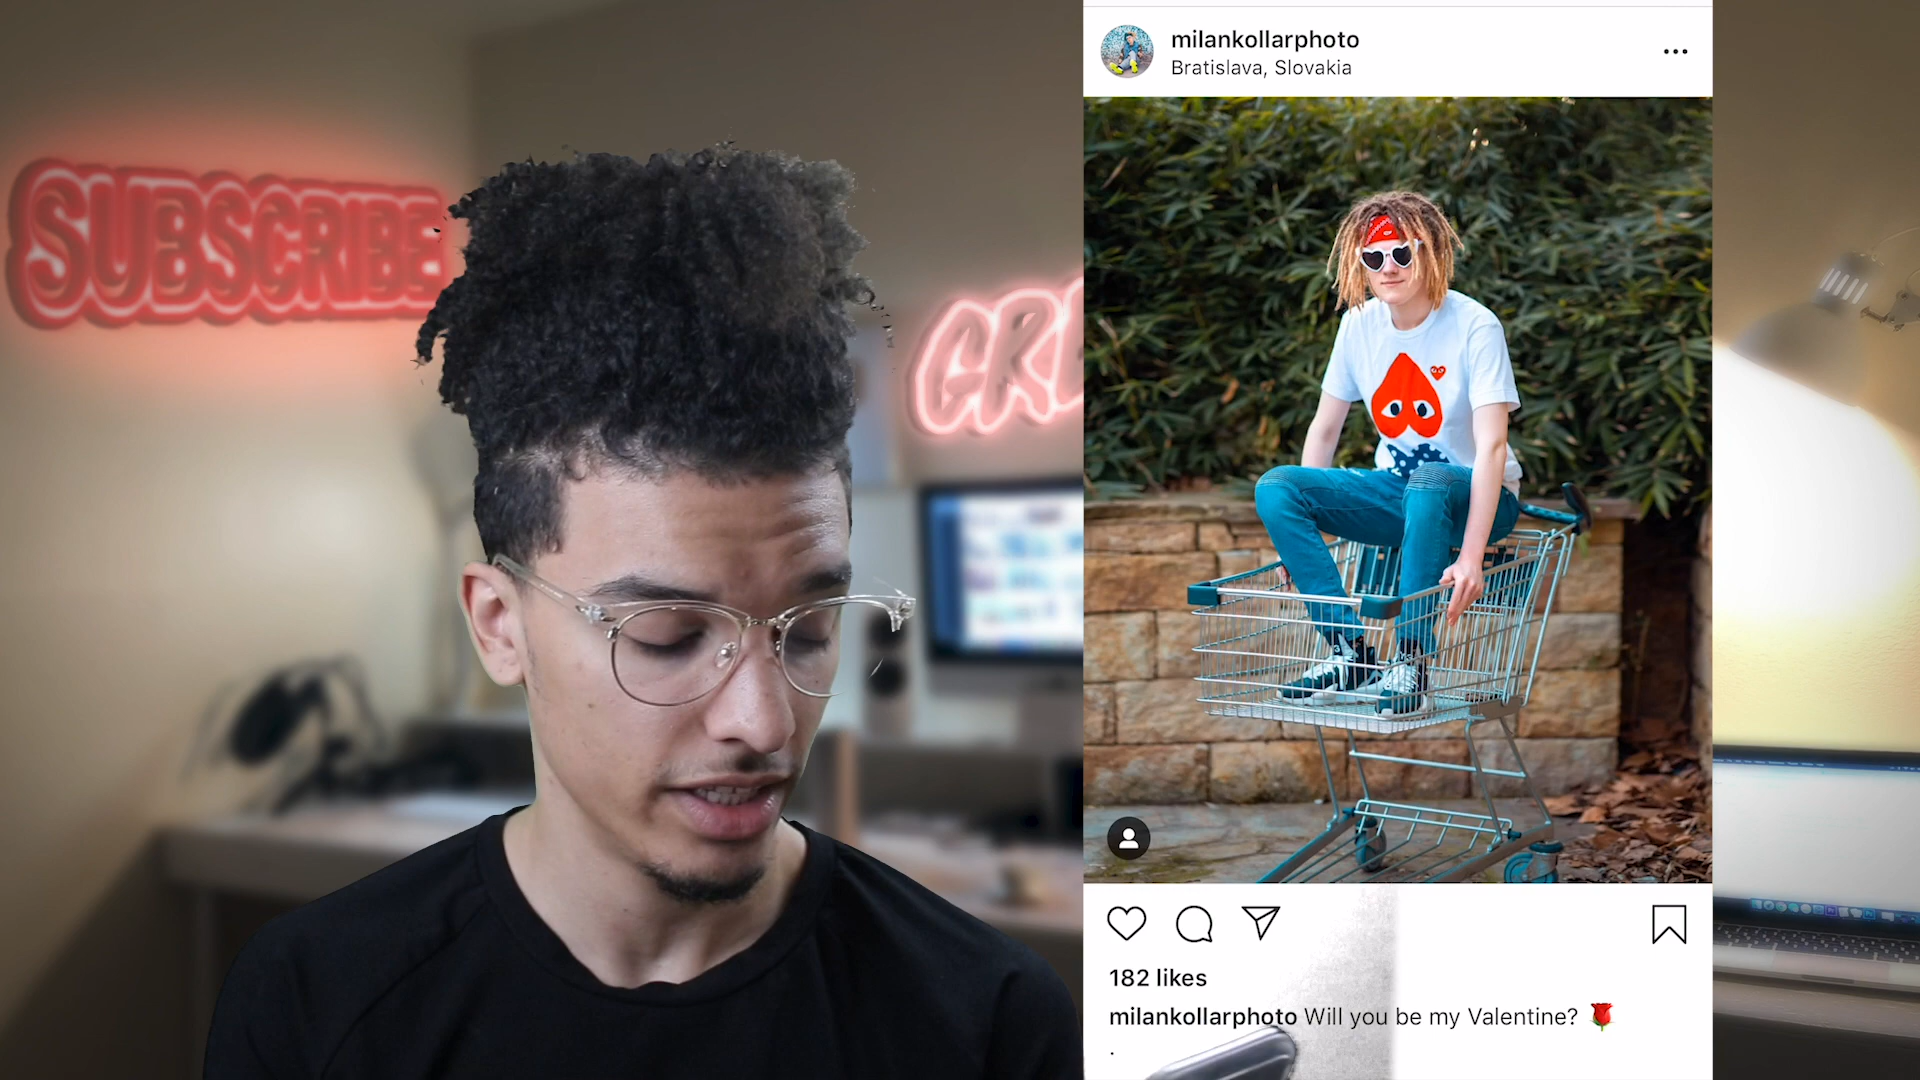 SUBSCRIBE
milankollarphoto
Bratislava, Slovakia
182 likes
milankollarphoto Will you be my Valentine? 🌹
.